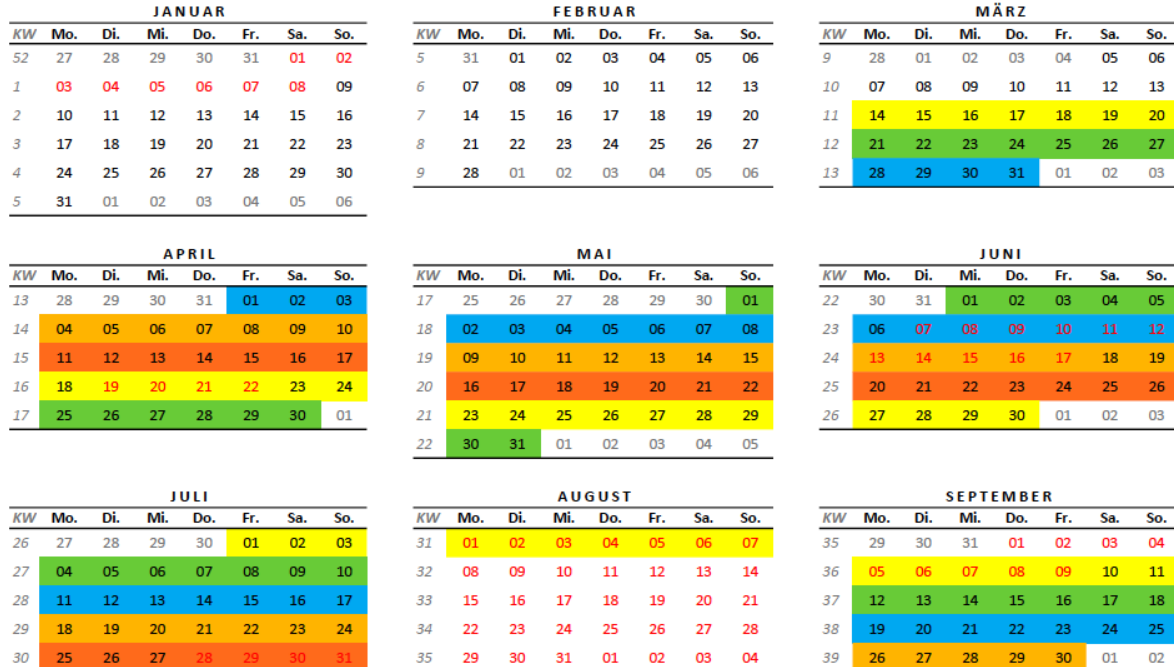 JANUAR
KW Mo. Di. Mi. Do. Fr. Sa. So.
52 27 28 29 30 31 01 02
1 03 04 05 06 07 08 09
2 10 11 12 13 14 15 16
3 17 18 19 20 21 22 23
4 24 25 26 27 28 29 30
5 31 01 02 03 04 05 06
FEBRUAR
KW Mo. Di. Mi. Do. Fr. Sa. So.
5 31 01 02 03 04 05 06
6 07 08 09 10 11 12 13
7 14 15 16 17 18 19 20
8 21 22 23 24 25 26 27
9 28 01 02 03 04 05 06
MÄRZ
KW Mo. Di. Mi. Do. Fr. Sa. So.
9 28 01 02 03 04 05 06
10 07 08 09 10 11 12 13
11 14 15 16 17 18 19 20
12 21 22 23 24 25 26 27
13 28 29 30 31 01 02 03
APRIL
KW Mo. Di. Mi. Do. Fr. Sa. So.
13 28 29 30 31 01 02 03
14 04 05 06 07 08 09 10
15 11 12 13 14 15 16 17
16 18 19 20 21 22 23 24
17 25 26 27 28 29 30 01
MAI
KW Mo. Di. Mi. Do. Fr. Sa. So.
17 25 26 27 28 29 30 01
18 02 03 04 05 06 07 08
19 09 10 11 12 13 14 15
20 16 17 18 19 20 21 22
21 23 24 25 26 27 28 29
22 30 31 01 02 03 04 05
JUNI
KW Mo. Di. Mi. Do. Fr. Sa. So.
22 30 31 01 02 03 04 05
23 06 07 08 09 10 11 12
24 13 14 15 16 17 18 19
25 20 21 22 23 24 25 26
26 27 28 29 30 01 02 03
JULI
KW Mo. Di. Mi. Do. Fr. Sa. So.
26 27 28 29 30 01 02 03
27 04 05 06 07 08 09 10
28 11 12 13 14 15 16 17
29 18 19 20 21 22 23 24
30 25 26 27 28 29 30 31
AUGUST
KW Mo. Di. Mi. Do. Fr. Sa. So.
31 01 02 03 04 05 06 07
32 08 09 10 11 12 13 14
33 15 16 17 18 19 20 21
34 22 23 24 25 26 27 28
35 29 30 31 01 02 03 04
SEPTEMBER
KW Mo. Di. Mi. Do. Fr. Sa. So.
35 29 30 31 01 02 03 04
36 05 06 07 08 09 10 11
37 12 13 14 15 16 17 18
38 19 20 21 22 23 24 25
39 26 27 28 29 30 01 02